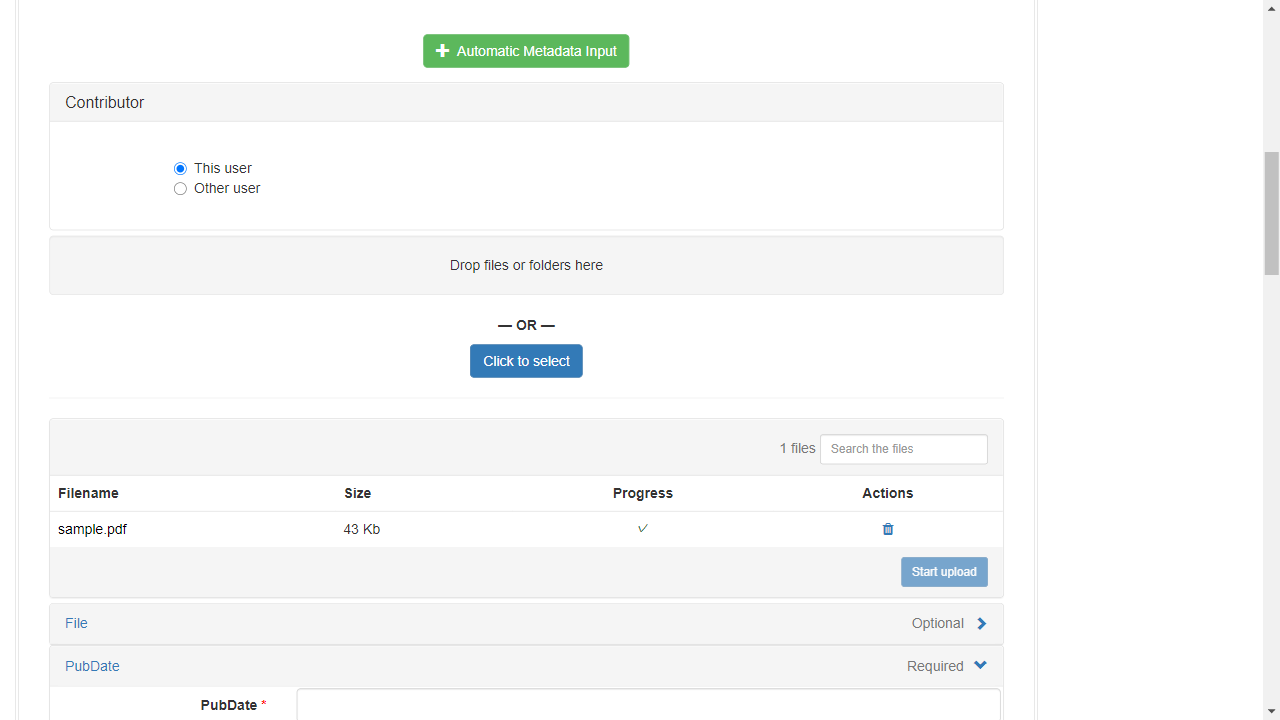 Automatic Metadata Input
Contributor
This user
Other user
Drop files or folders here
— OR —
Click to select
1 files Search the files
Filename Size Progress Actions
sample.pdf 43 Kb
Start upload
File Optional
PubDate Required
PubDate *